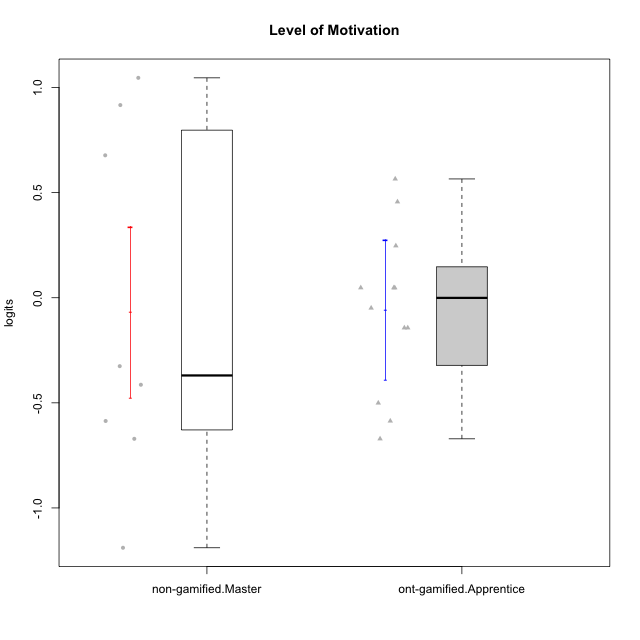 Level of Motivation
logits
1.0
0.5
0.0
-0.5
-1.0
non-gamified.Master
ont-gamified.Apprentice